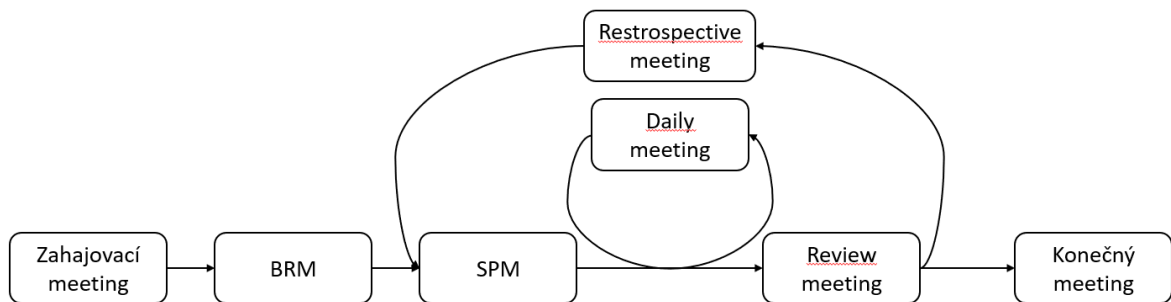 Restrospective
meeting
Daily
meeting
Zahajovací
meeting
BRM
SPM
Review
meeting
Konečný
meeting